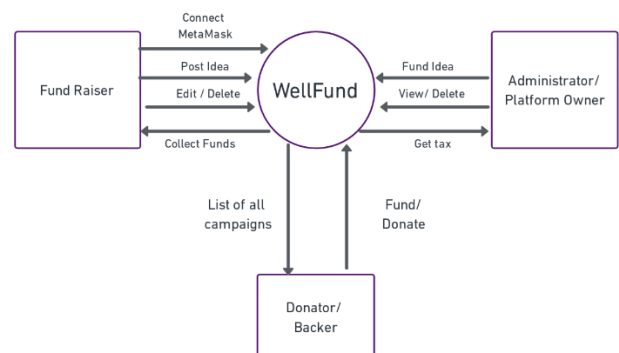 Connect
MetaMask
Post Idea
Fund Idea
Fund Raiser
WellFund
Administrator/
Platform Owner
Edit / Delete
View/ Delete
Collect Funds
Get tax
List of all
campaigns
Fund/
Donate
Donator/
Backer